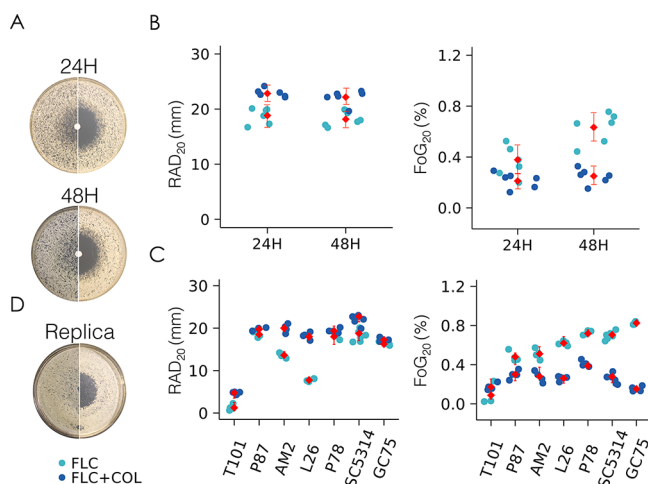 A
24H
48H
D
Replica
FLC
FLC+COL
B
30
20
10
0
RAD20 (mm)
24H
48H
1.2
0.8
0.4
0.0
FoG20 (%)
24H
48H
C
30
20
10
0
RAD20 (mm)
T101
P87
AM2
L26
P78
SC5314
GC75
1.2
0.8
0.4
0.0
FoG20 (%)
T101
P87
AM2
L26
P78
SC5314
GC75